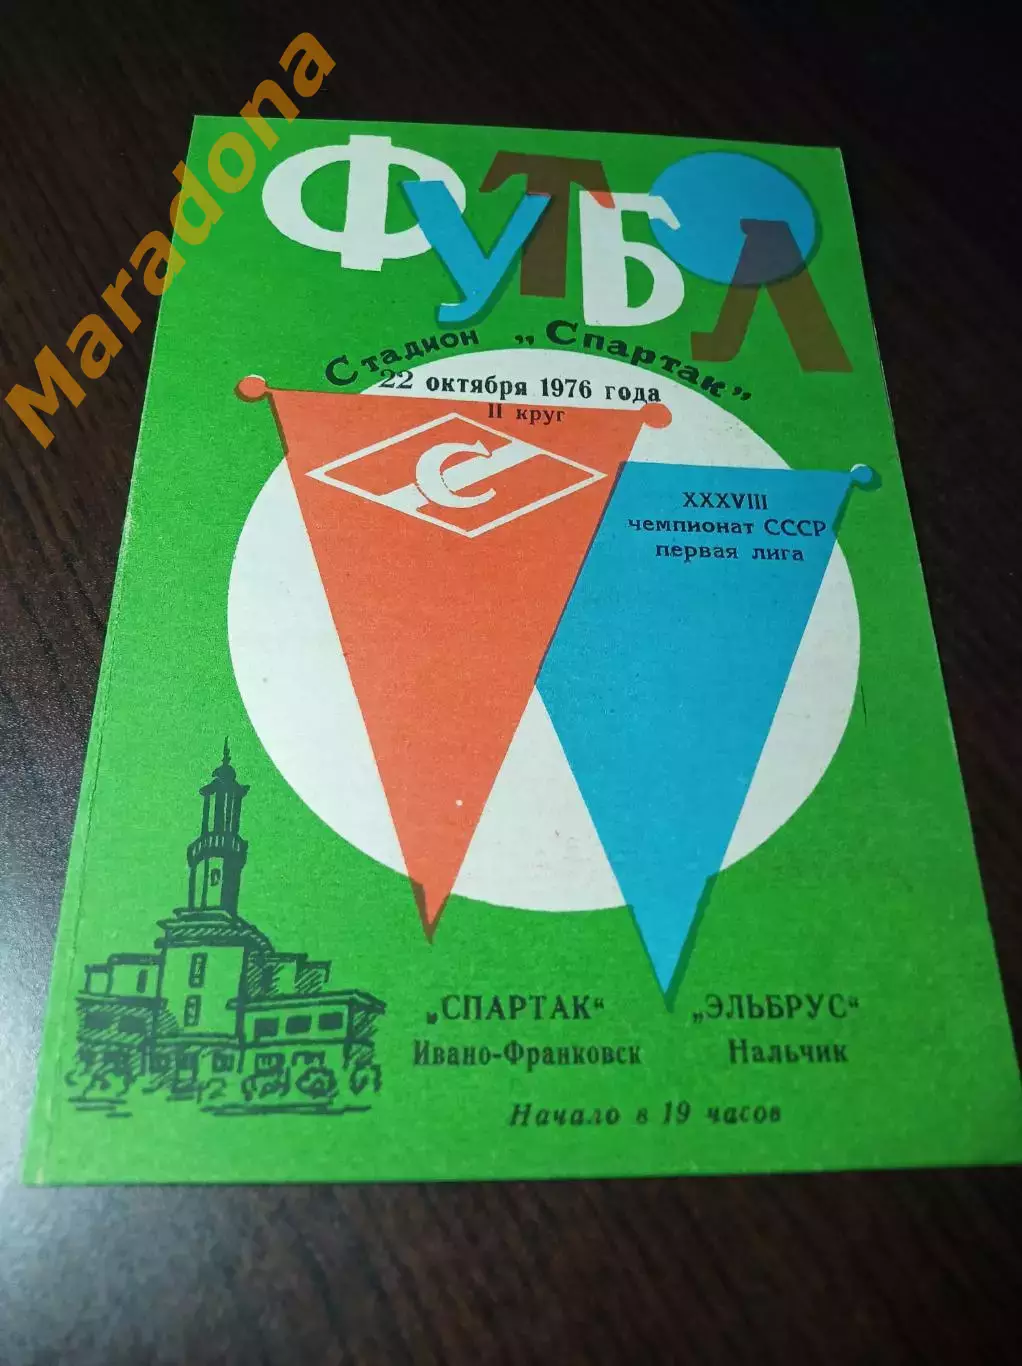 Maradona
ФУТБОЛ
Стадион „Спартак”
22 октября 1976 года
II круг
С
XXXVIII
чемпионат СССР
первая лига
„СПАРТАК“ „ЭЛЬБРУС“
Ивано-Франковск Нальчик
Начало в 19 часов